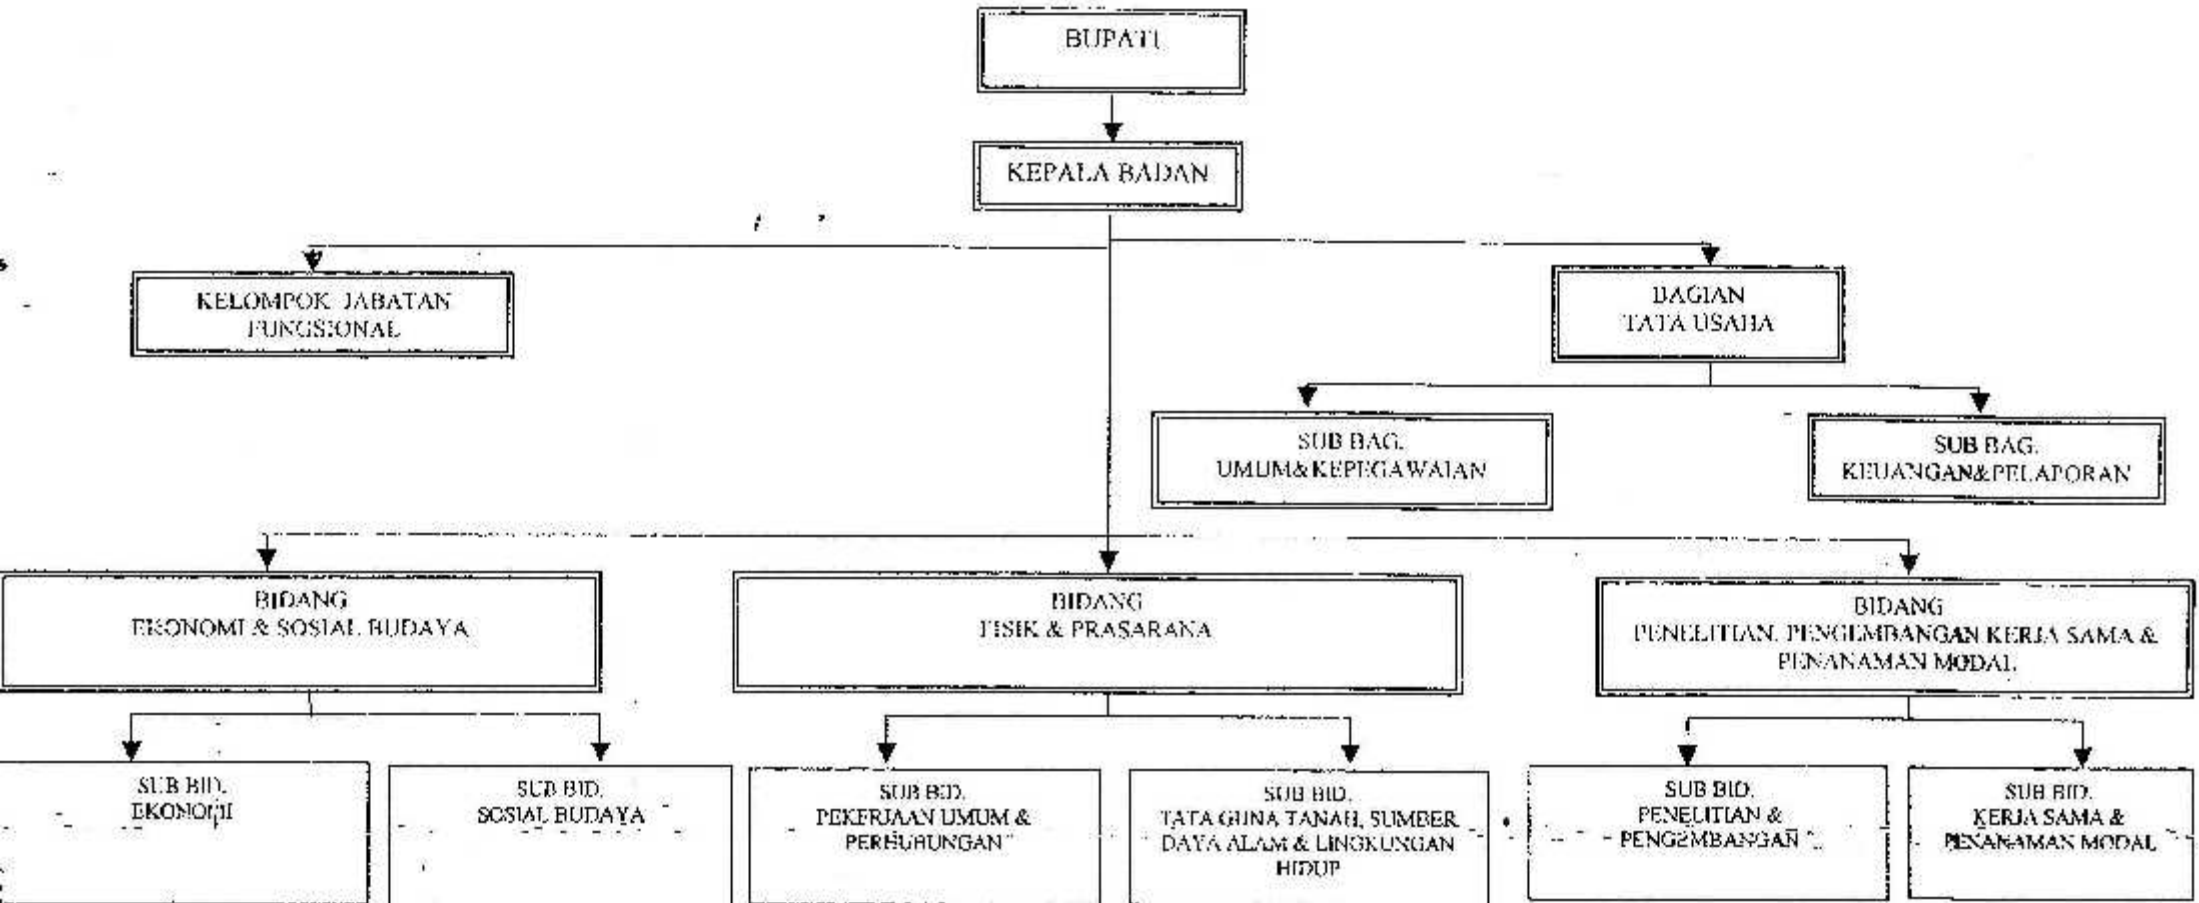 BUPATI
KEPALA BADAN
KELOMPOK JABATAN
FUNGSIONAL
BAGIAN
TATA USAHA
SUB BAG.
UMUM&KEPEGAWAIAN
SUB BAG.
KEUANGAN&PELAPORAN
BIDANG
EKONOMI & SOSIAL BUDAYA
BIDANG
FISIK & PRASARANA
BIDANG
PENELITIAN, PENGEMBANGAN KERJA SAMA &
PENANAMAN MODAL
SUB BID.
EKONOMI
SUB BID.
SOSIAL BUDAYA
SUB BID.
PEKERJAAN UMUM &
PERHUBUNGAN
SUB BID.
TATA GUNA TANAH, SUMBER
DAYA ALAM & LINGKUNGAN
HIDUP
SUB BID.
PENELITIAN &
PENGEMBANGAN
SUB BID.
KERJA SAMA &
PENANAMAN MODAL